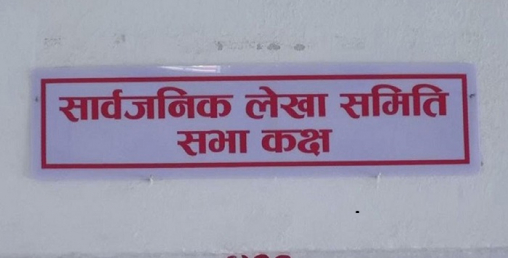 सार्वजनिक लेखा समिति
सभा कक्ष